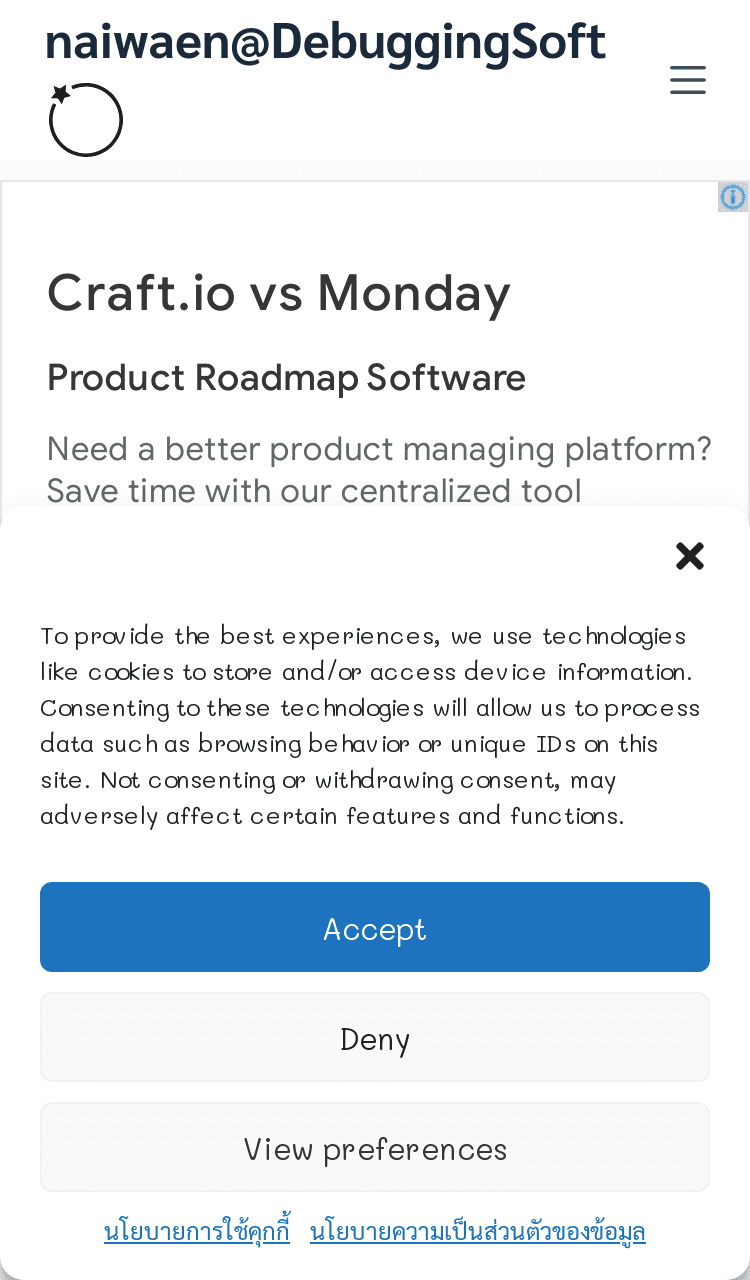 naiwaen@DebuggingSoft
Craft.io vs Monday
Product Roadmap Software
Need a better product managing platform?
Save time with our centralized tool
To provide the best experiences, we use technologies
like cookies to store and/or access device information.
Consenting to these technologies will allow us to process
data such as browsing behavior or unique IDs on this
site. Not consenting or withdrawing consent, may
adversely affect certain features and functions.
Accept
Deny
View preferences
นโยบายการใช้คุกกี้ นโยบายความเป็นส่วนตัวของข้อมูล